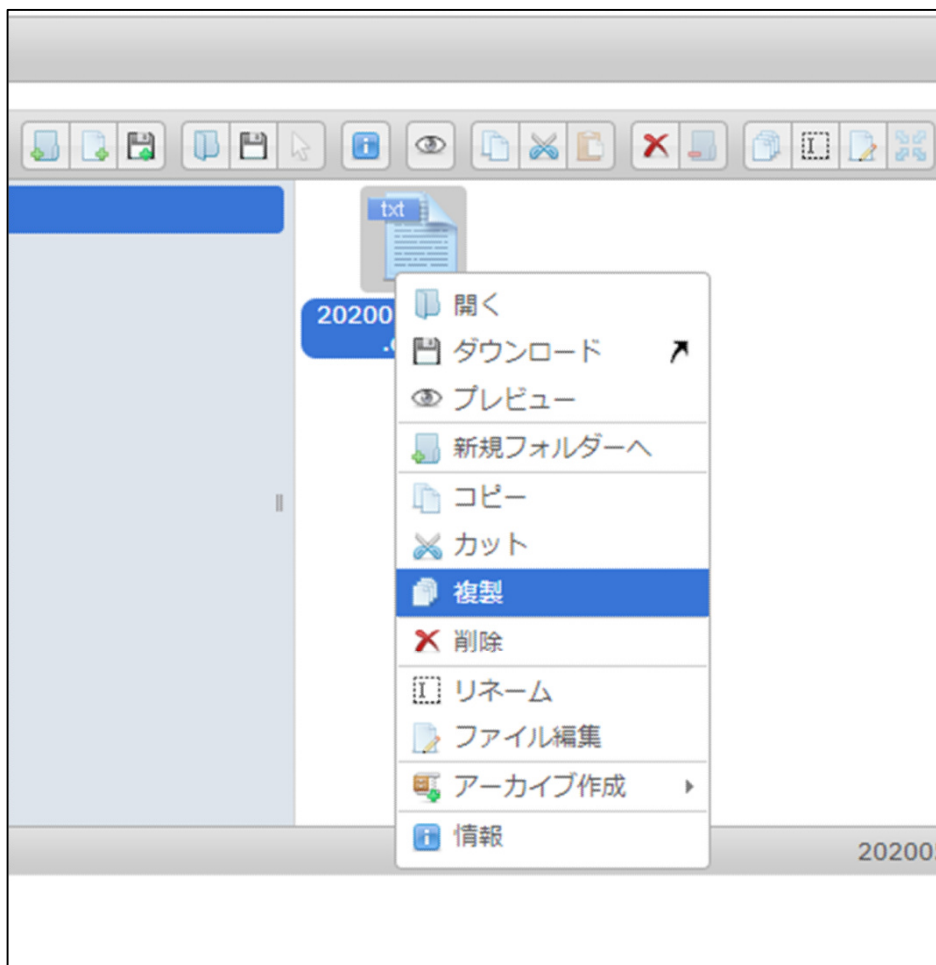 txt
20200
開く
ダウンロード
プレビュー
新規フォルダーへ
コピー
カット
複製
削除
リネーム
ファイル編集
アーカイブ作成
情報
20200